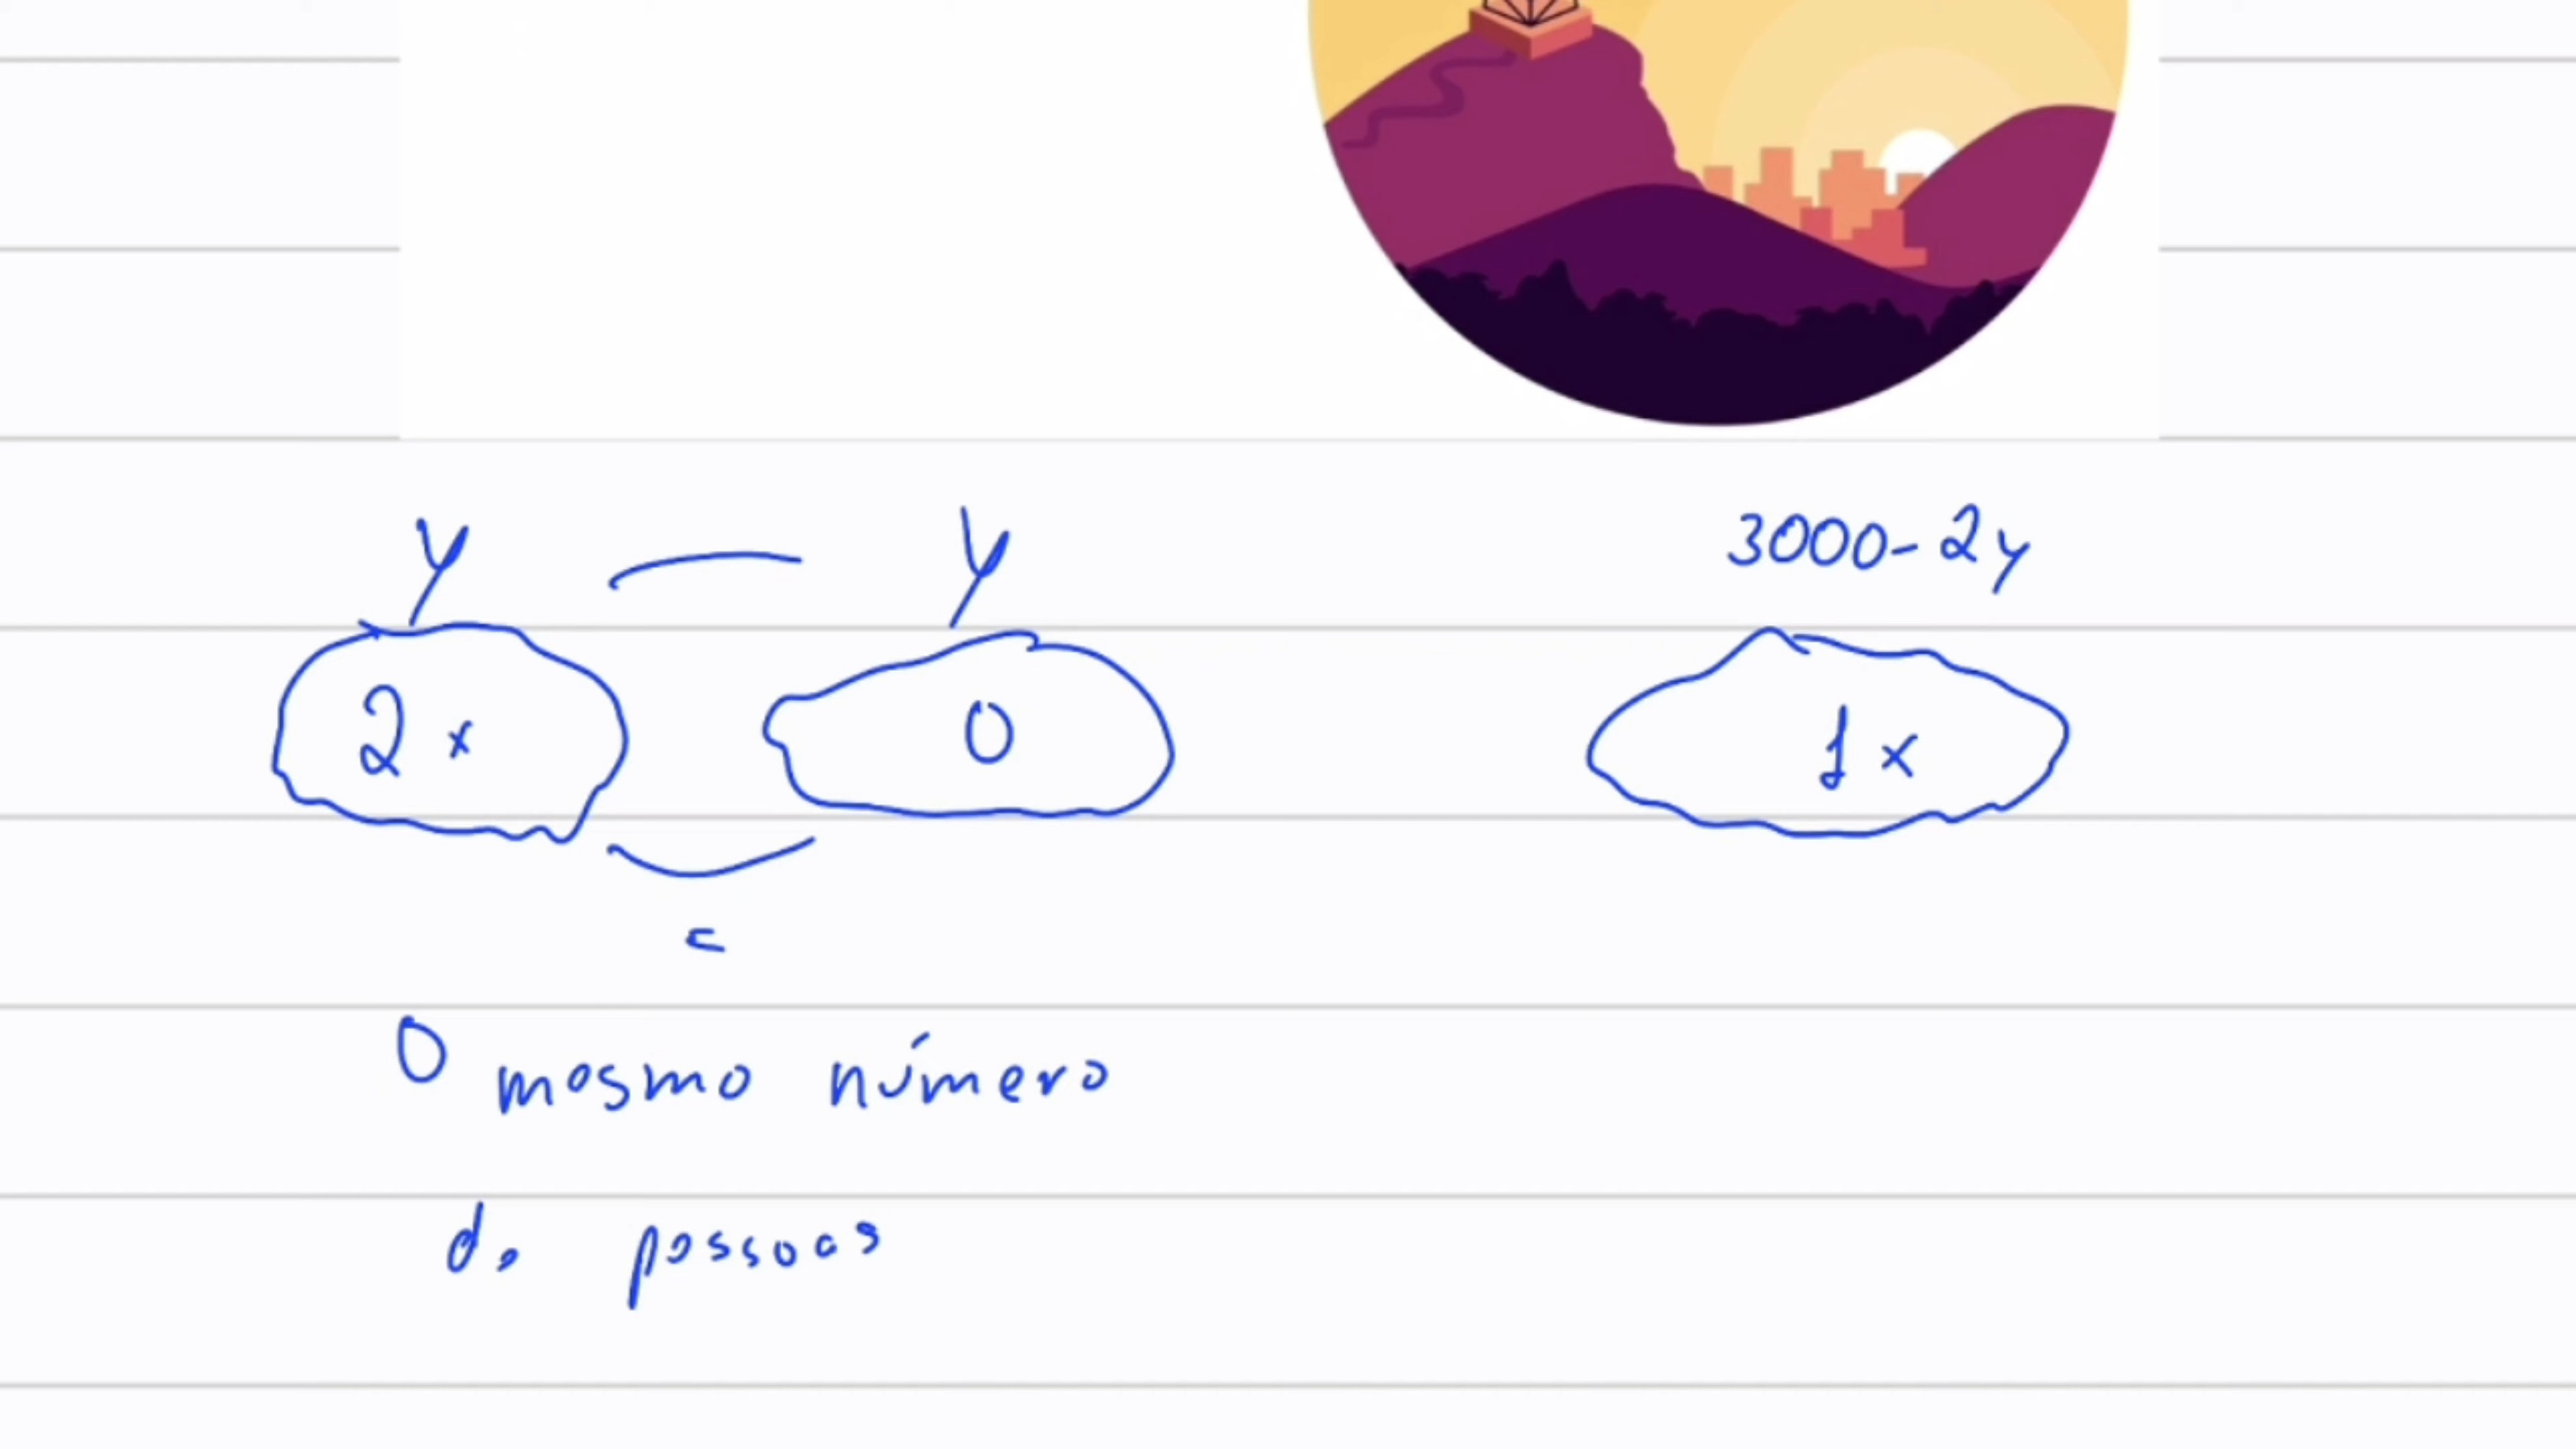 y y 3000-2y
2x 0 1x
=
O mesmo número
de pessoas